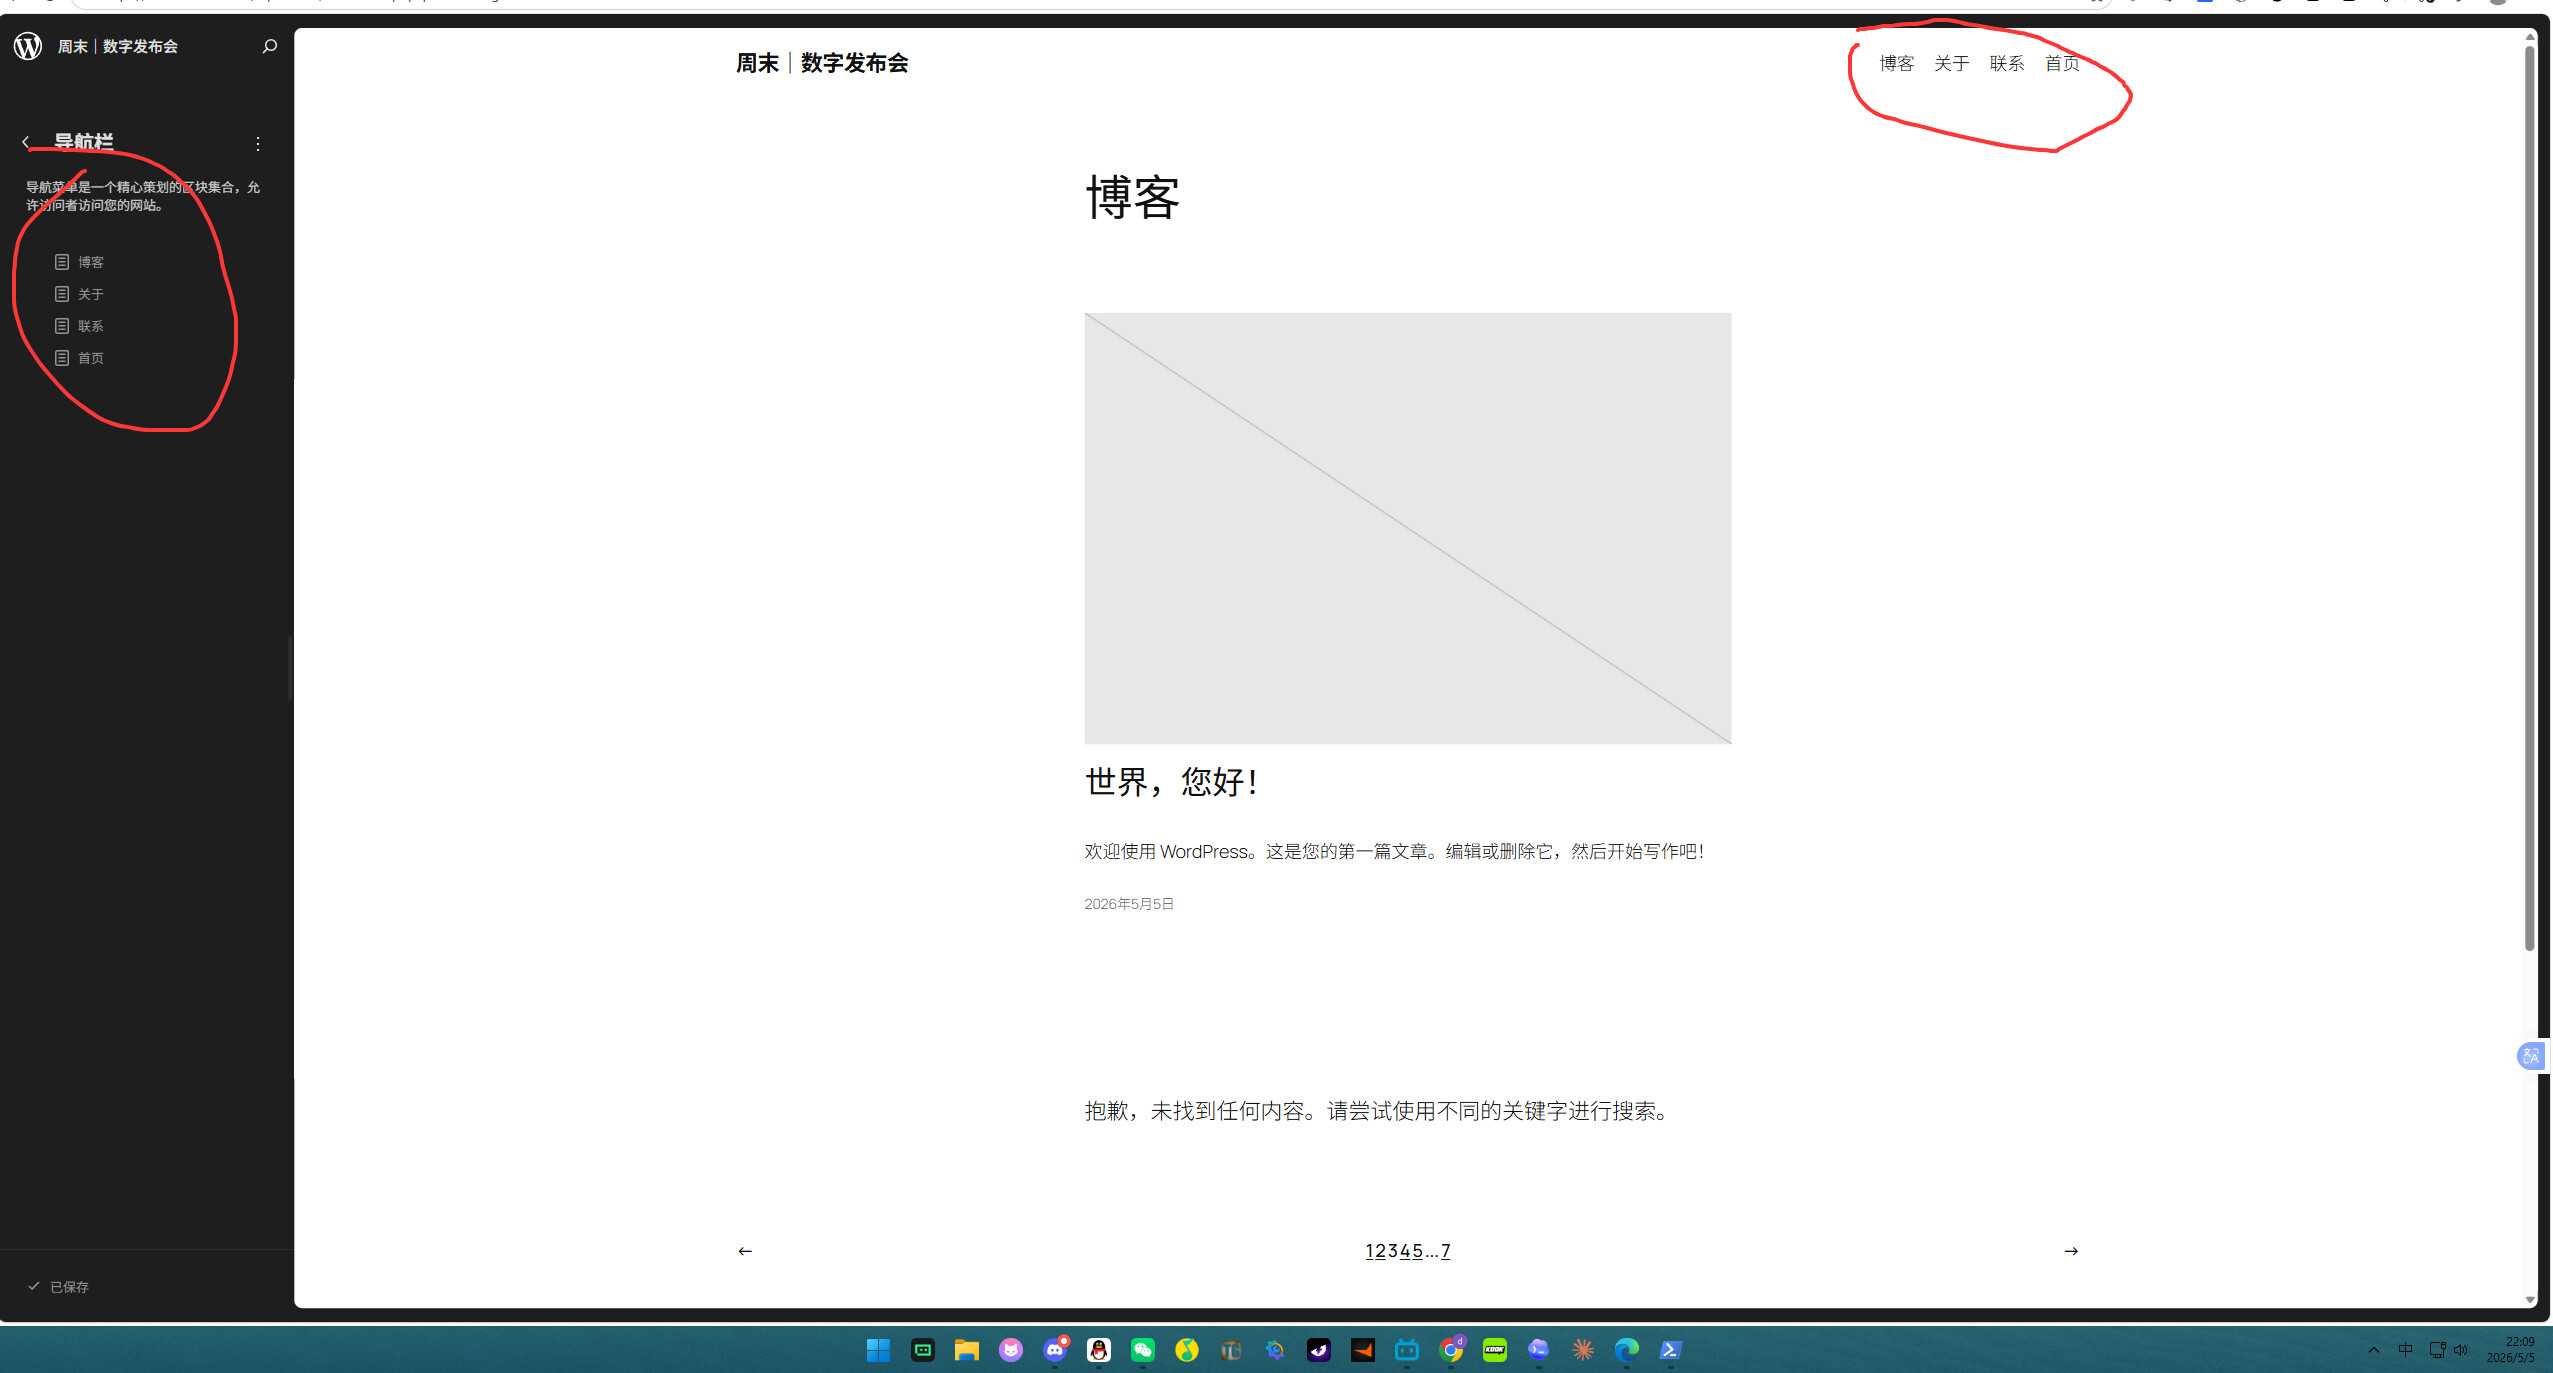 周末｜数字发布会
导航栏
导航菜单是一个精心策划的区块集合，允
许访问者访问您的网站。
博客
关于
联系
首页
已保存
周末｜数字发布会
博客 关于 联系 首页
博客
世界，您好！
欢迎使用 WordPress。这是您的第一篇文章。编辑或删除它，然后开始写作吧！
2026年5月5日
抱歉，未找到任何内容。请尝试使用不同的关键字进行搜索。
← 12345…7 →
中
22:09
2026/5/5